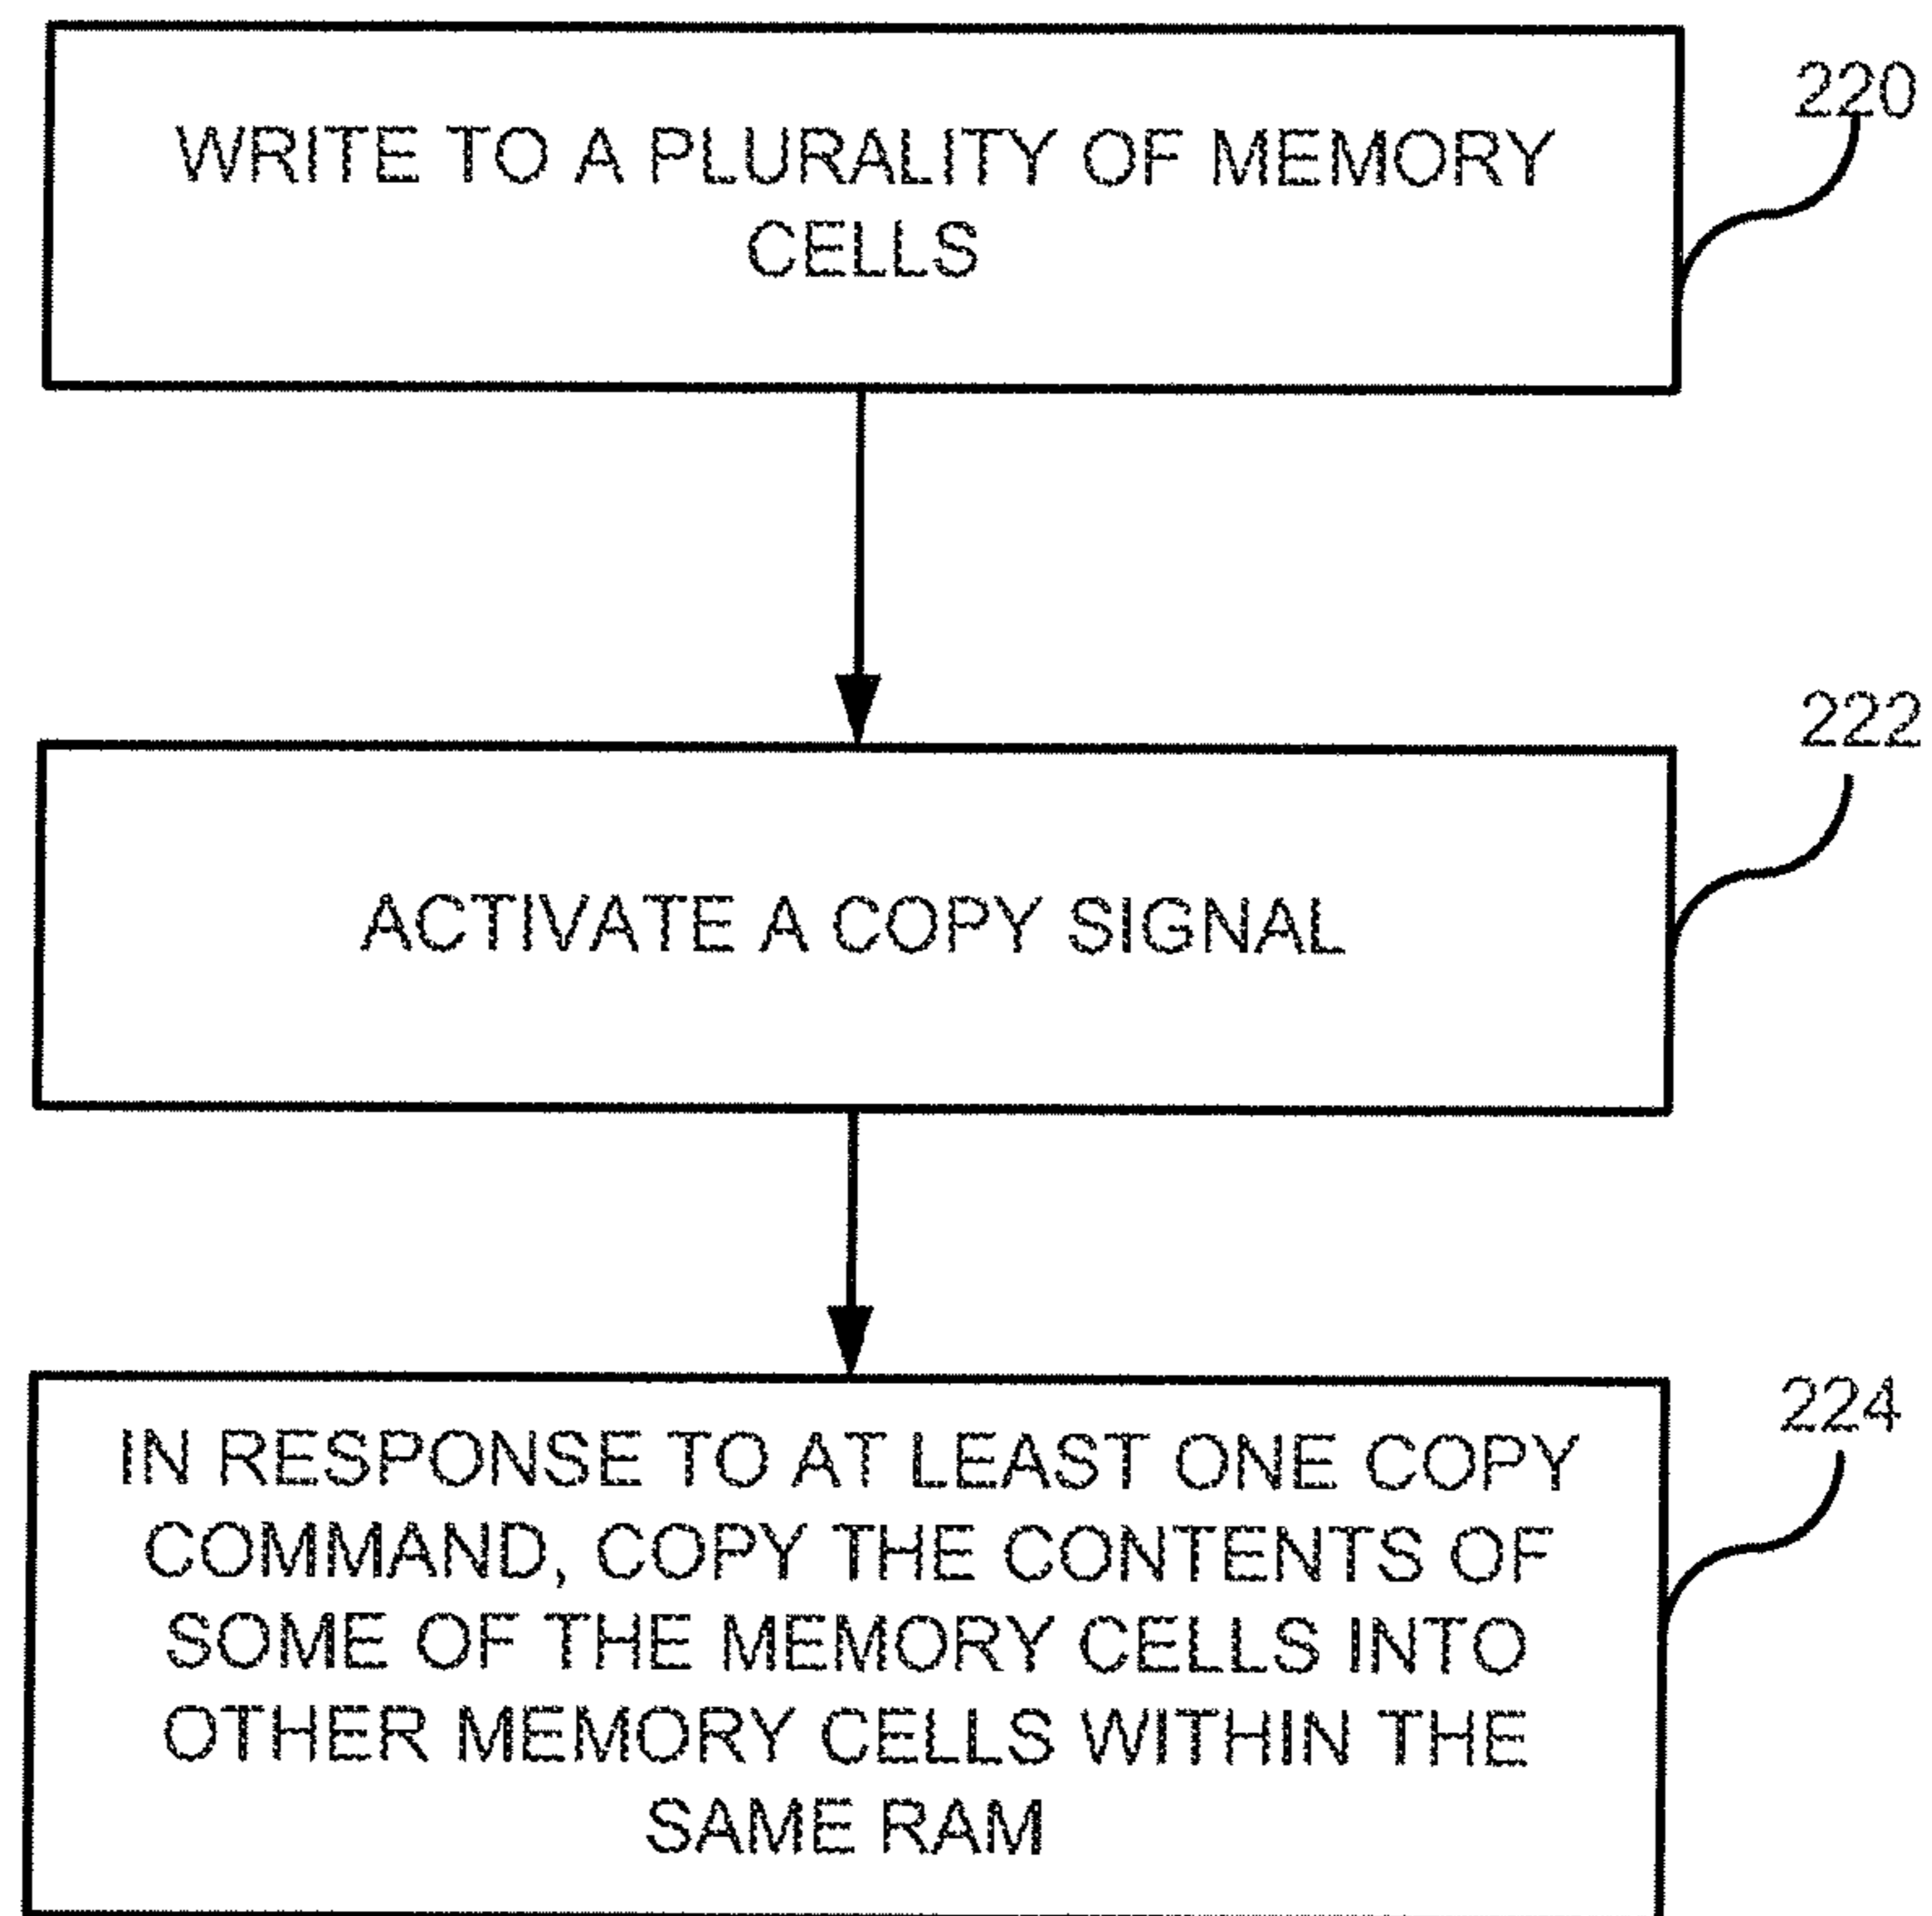 220
WRITE TO A PLURALITY OF MEMORY
CELLS
222
ACTIVATE A COPY SIGNAL
224
IN RESPONSE TO AT LEAST ONE COPY
COMMAND, COPY THE CONTENTS OF
SOME OF THE MEMORY CELLS INTO
OTHER MEMORY CELLS WITHIN THE
SAME RAM